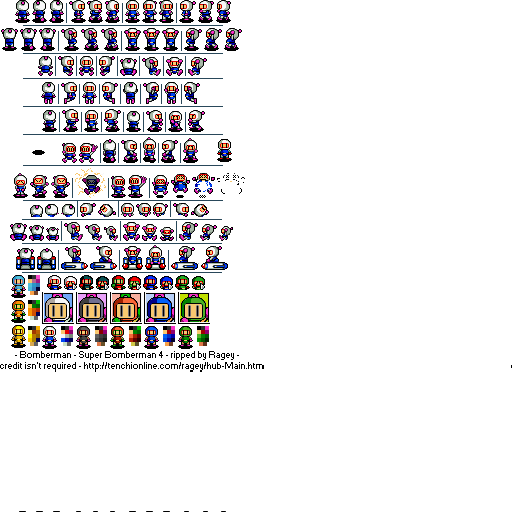 - Bomberman - Super Bomberman 4 - ripped by Ragey -
credit isn't required - http://tenchionline.com/ragey/hub-Main.htm